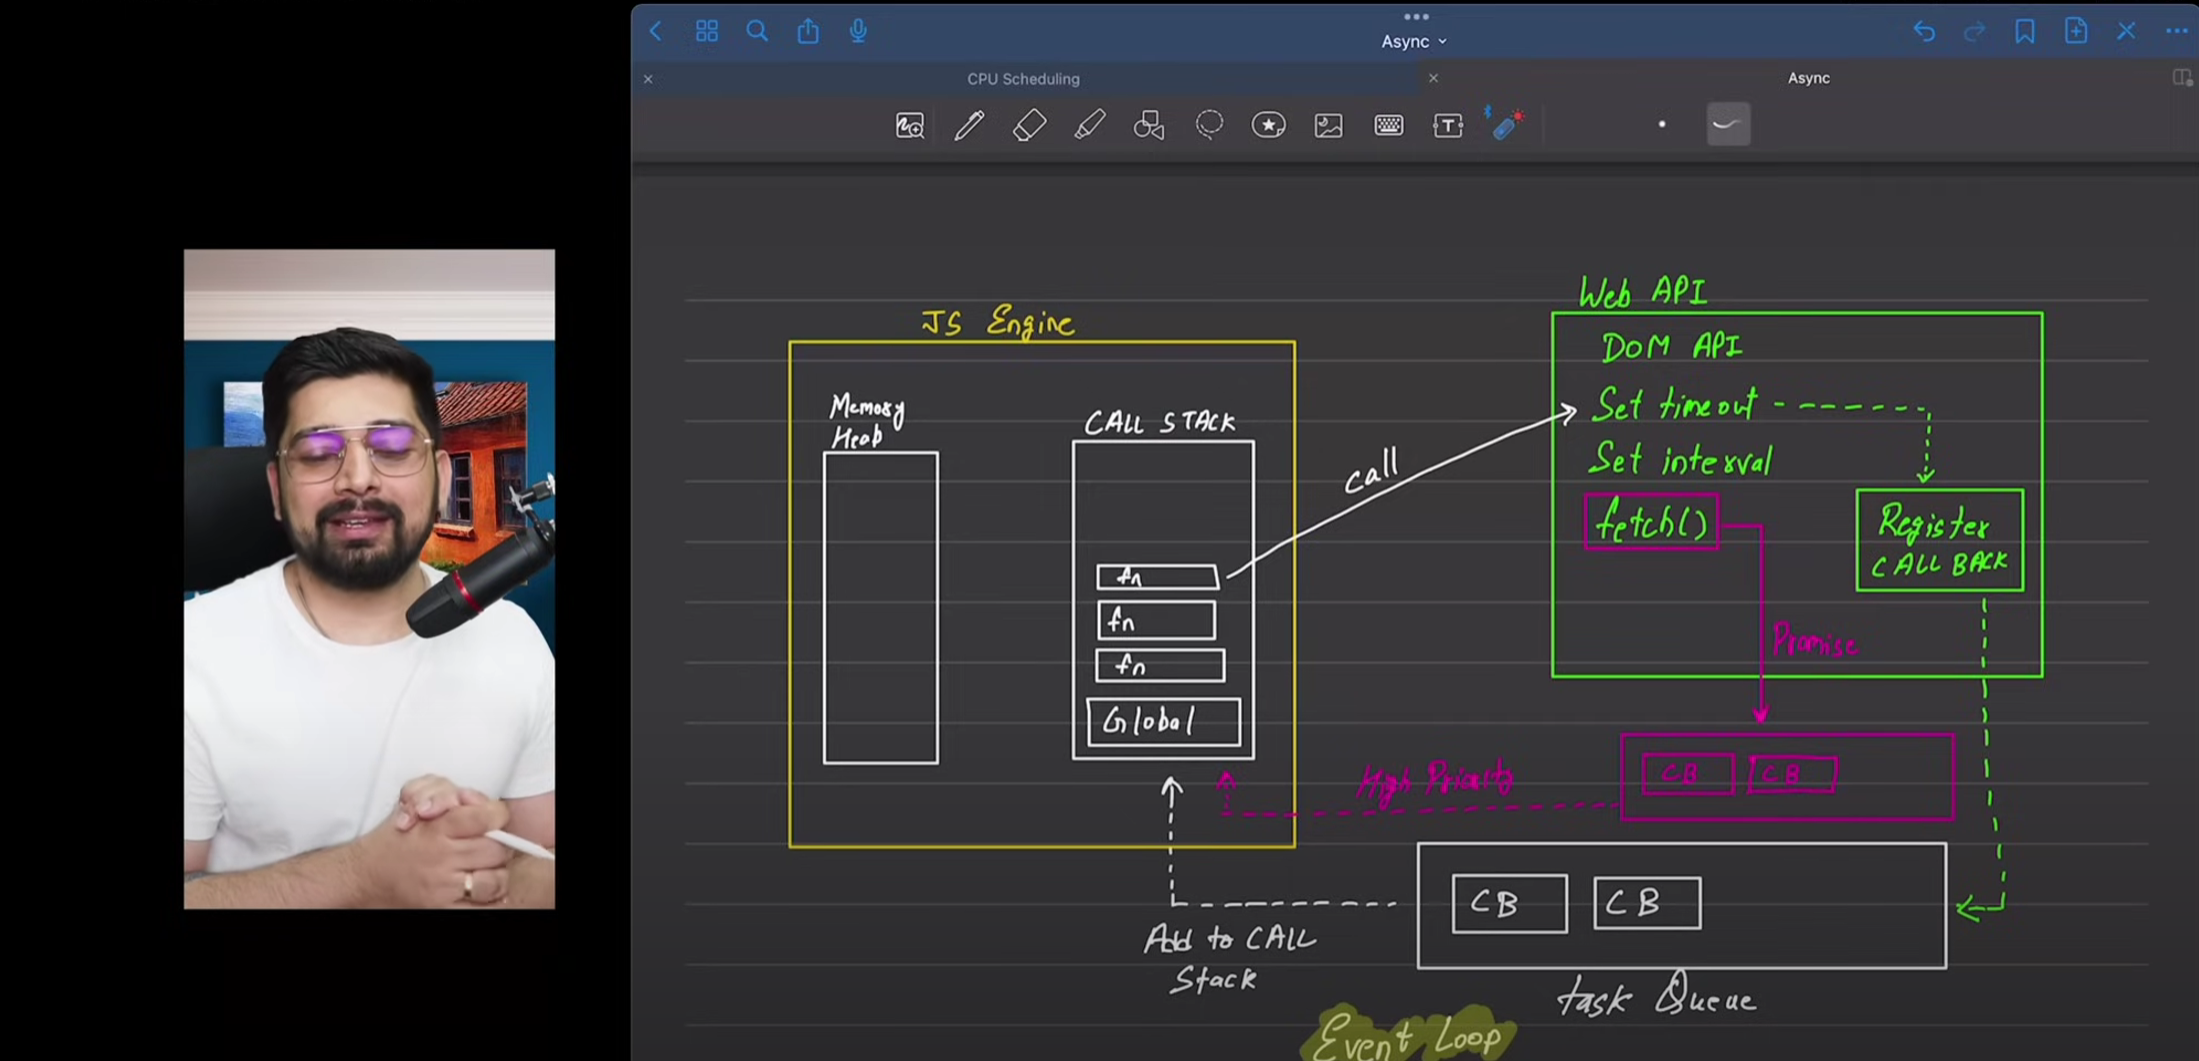 Async
CPU Scheduling
Async
Web API
JS Engine
DOM API
Memory
Heap
CALL STACK
Set timeout
call
Set interval
fetch()
Register
CALL BACK
fn
fn
fn
Promise
Global
CB
CB
High Priority
CB
CB
Add to CALL
Stack
task Queue
Event Loop